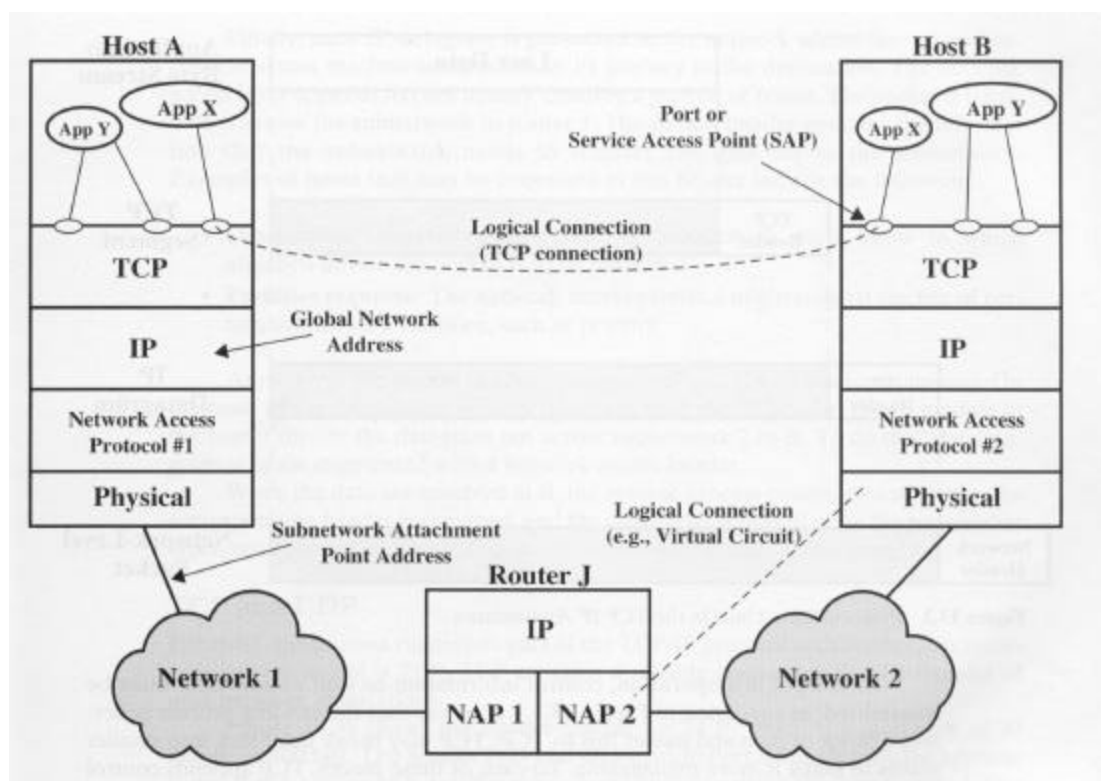 Host A
Host B
App Y
App X
Port or
Service Access Point (SAP)
App X
App Y
Logical Connection
(TCP connection)
TCP
TCP
Global Network
Address
IP
IP
Network Access
Protocol #1
Network Access
Protocol #2
Physical
Physical
Subnetwork Attachment
Point Address
Logical Connection
(e.g., Virtual Circuit)
Router J
IP
Network 1
NAP 1
NAP 2
Network 2